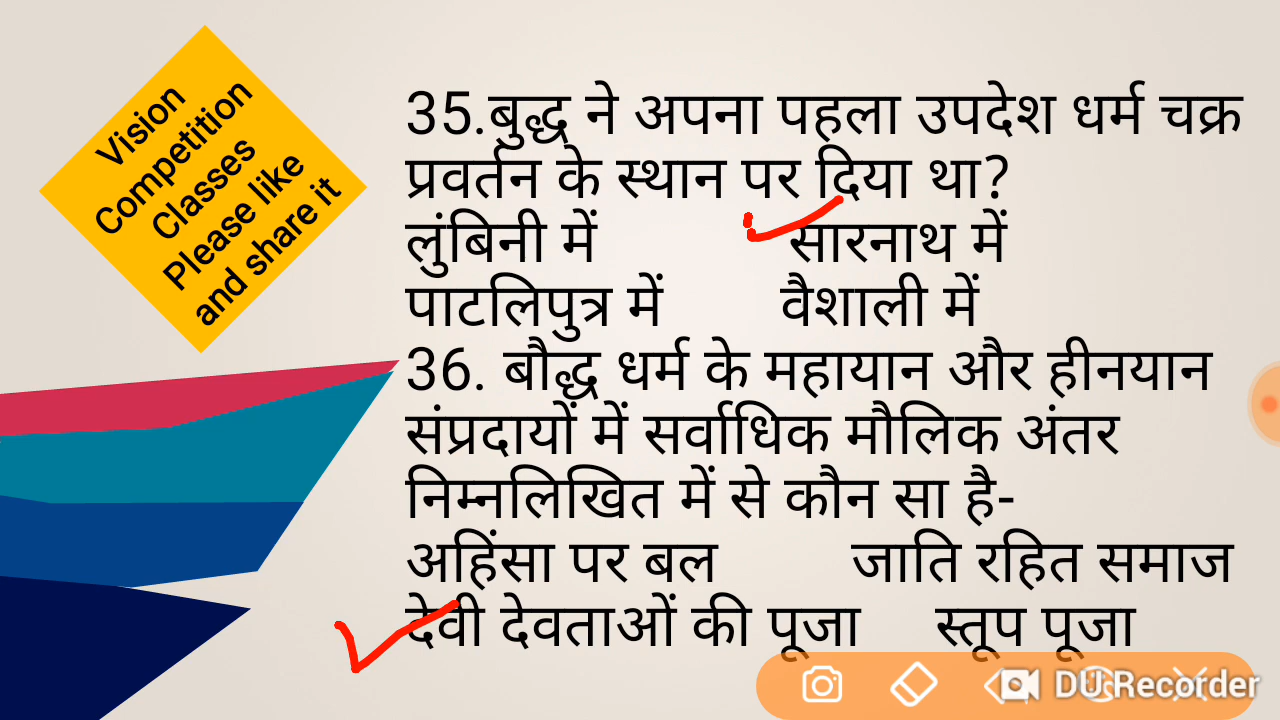 Vision
Competition
Classes
Please like
and share it
35.बुद्ध ने अपना पहला उपदेश धर्म चक्र
प्रवर्तन के स्थान पर दिया था?
लुंबिनी में सारनाथ में
पाटलिपुत्र में वैशाली में
36. बौद्ध धर्म के महायान और हीनयान
संप्रदायों में सर्वाधिक मौलिक अंतर
निम्नलिखित में से कौन सा है-
अहिंसा पर बल जाति रहित समाज
देवी देवताओं की पूजा स्तूप पूजा
DU Recorder